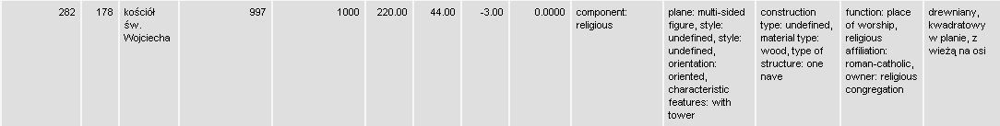 282 178 kościół św. Wojciecha 997 1000 220.00 44.00 -3.00 0.0000 component: religious plane: multi-sided figure, style: undefined, style: undefined, orientation: oriented, characteristic features: with tower construction type: undefined, material type: wood, type of structure: one nave function: place of worship, religious affiliation: roman-catholic, owner: religious congregation drewniany, kwadratowy w planie, z wieżą na osi